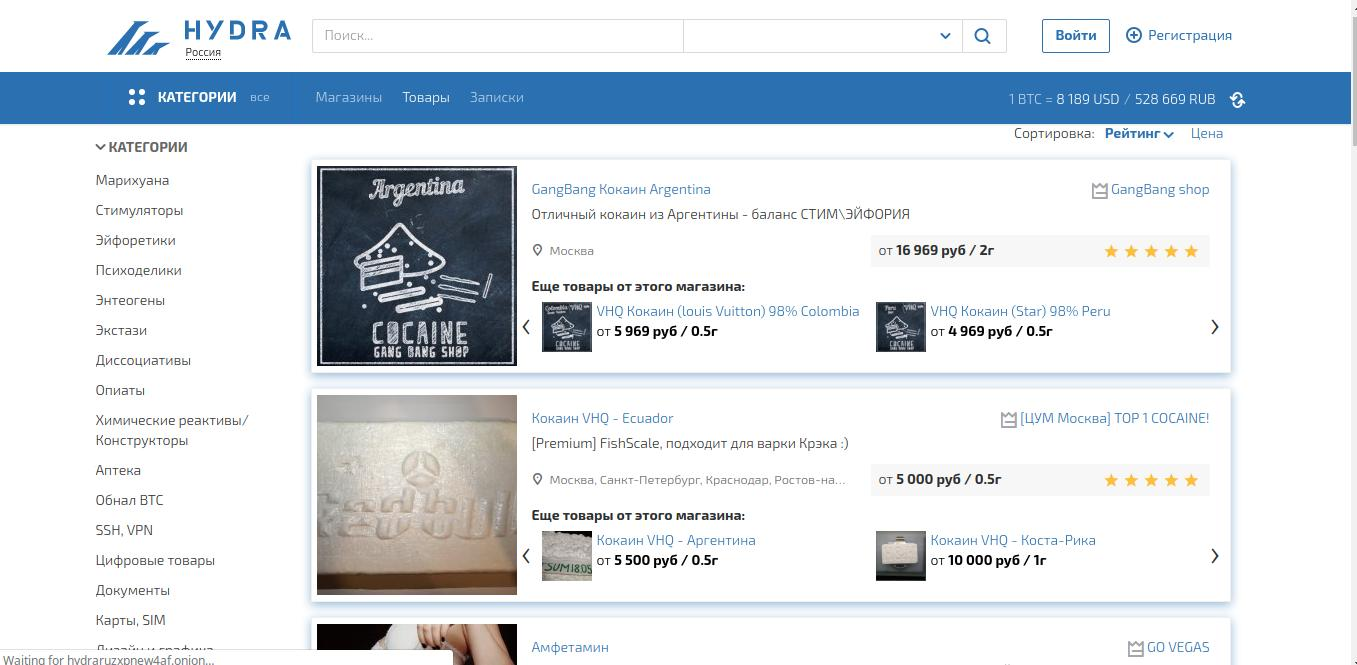 HYDRA
Россия
Поиск...
Войти
Регистрация
КАТЕГОРИИ все Магазины Товары Записки 1 BTC = 8 189 USD / 528 669 RUB
Сортировка: Рейтинг Цена
КАТЕГОРИИ
Марихуана
Стимуляторы
Эйфоретики
Психоделики
Энтеогены
Экстази
Диссоциативы
Опиаты
Химические реактивы/
Конструкторы
Аптека
Обнал BTC
SSH, VPN
Цифровые товары
Документы
Карты, SIM
Дизайн и графика
Argentina
COCAINE
GANG BANG SHOP
GangBang Кокаин Argentina
GangBang shop
Отличный кокаин из Аргентины - баланс СТИМ\ЭЙФОРИЯ
Москва
от 16 969 руб / 2г
Еще товары от этого магазина:
VHQ Кокаин (louis Vuitton) 98% Colombia
от 5 969 руб / 0.5г
VHQ Кокаин (Star) 98% Peru
от 4 969 руб / 0.5г
Кокаин VHQ - Ecuador
[ЦУМ Москва] TOP 1 COCAINE!
[Premium] FishScale, подходит для варки Крэка :)
Москва, Санкт-Петербург, Краснодар, Ростов-на...
от 5 000 руб / 0.5г
Еще товары от этого магазина:
Кокаин VHQ - Аргентина
от 5 500 руб / 0.5г
Кокаин VHQ - Коста-Рика
от 10 000 руб / 1г
Амфетамин
GO VEGAS
Waiting for hydraruzxpnew4af.onion...